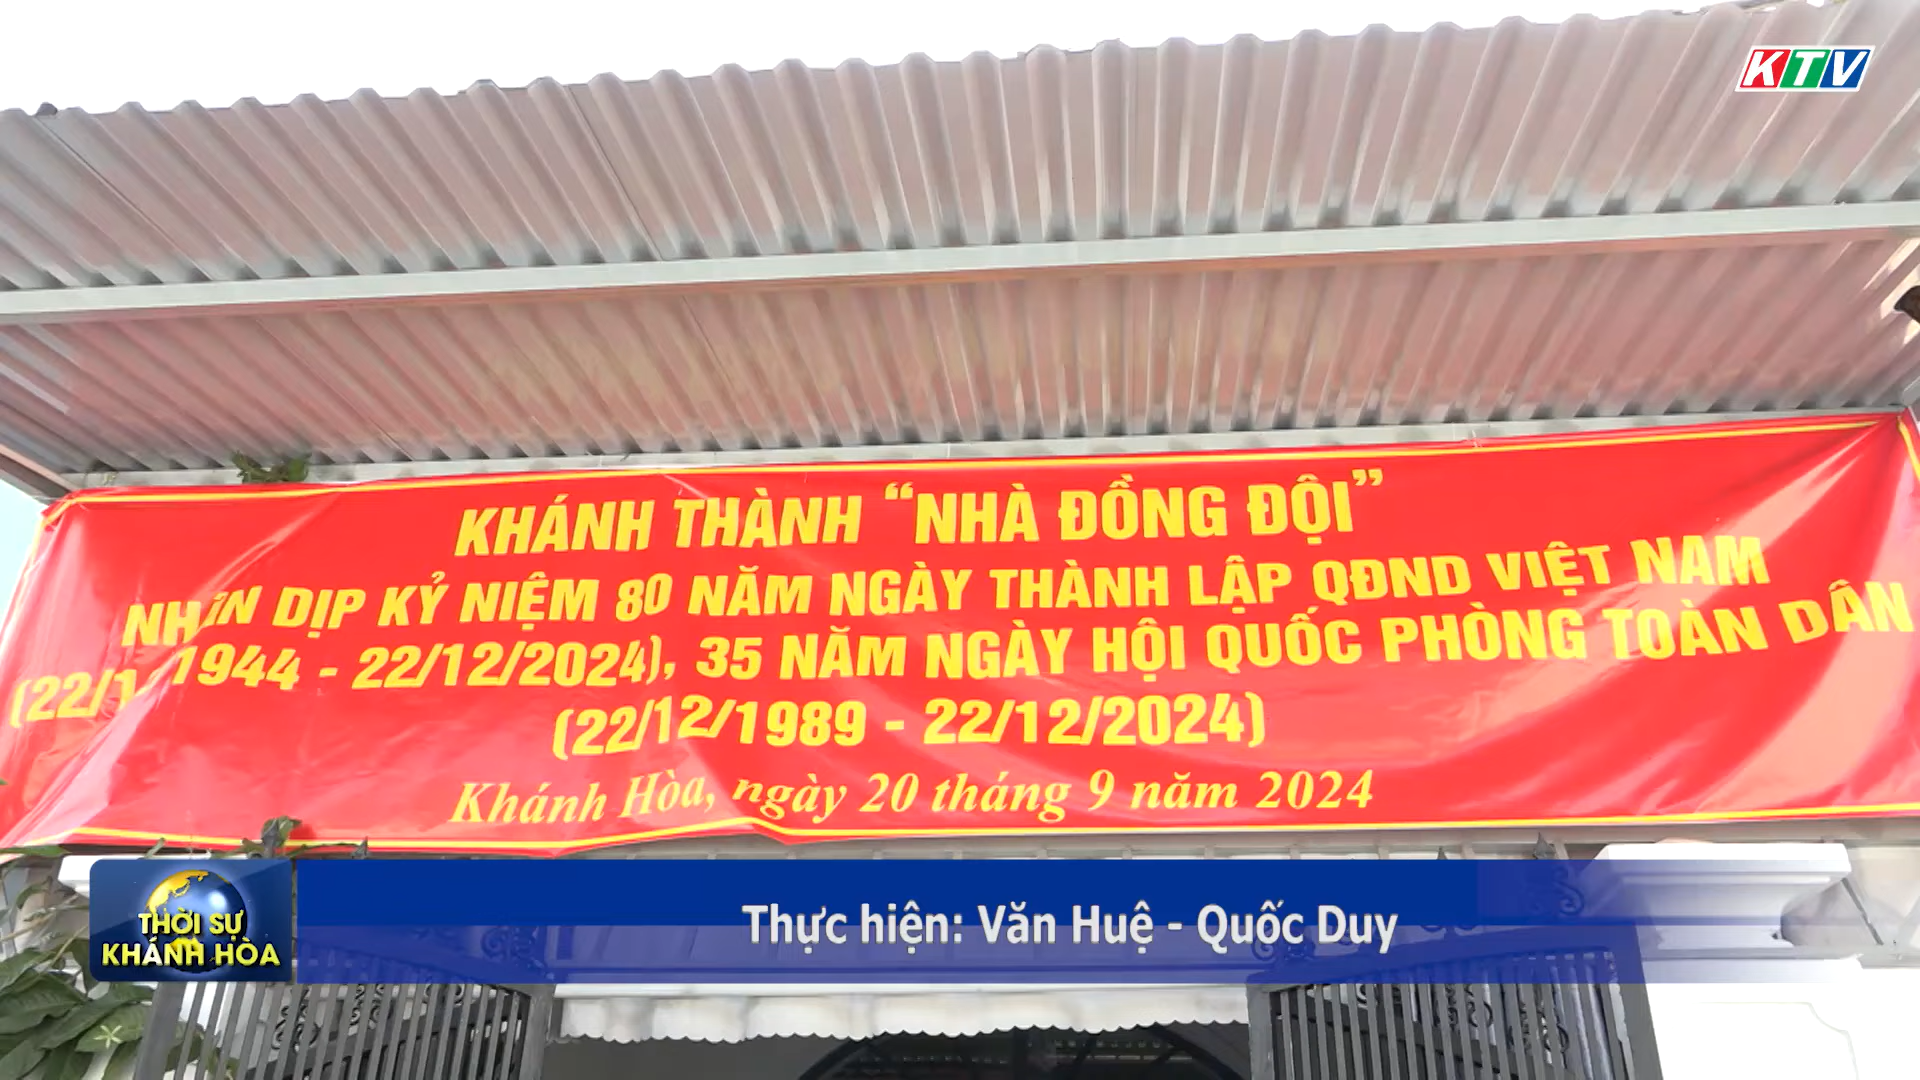 KTV
KHÁNH THÀNH “NHÀ ĐỒNG ĐỘI”
NHÂN DỊP KỶ NIỆM 80 NĂM NGÀY THÀNH LẬP QĐND VIỆT NAM
1944 - 22/12/2024), 35 NĂM NGÀY HỘI QUỐC PHÒNG TOÀN DÂN
(22/12/1989 - 22/12/2024)
Khánh Hòa, ngày 20 tháng 9 năm 2024
THỜI SỰ
KHÁNH HÒA
Thực hiện: Văn Huệ - Quốc Duy